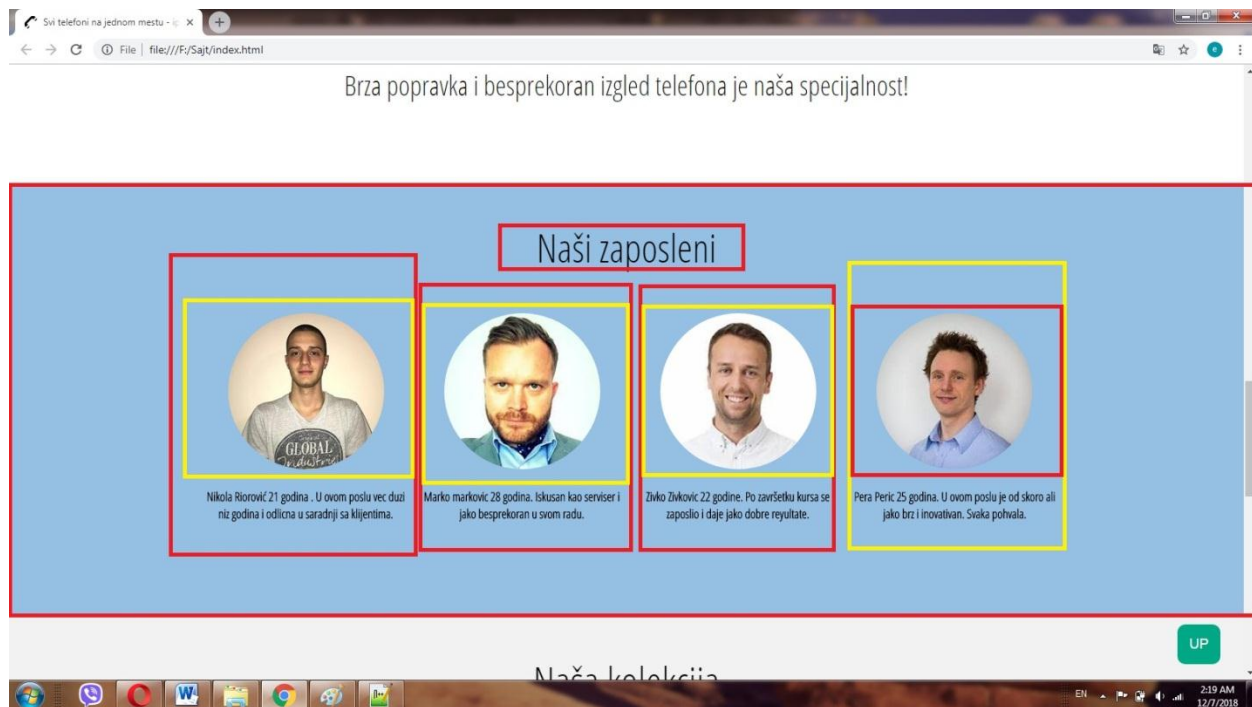 Svi telefoni na jednom mestu - i
File | file:///F:/Sajt/index.html
e
Brza popravka i besprekoran izgled telefona je naša specijalnost!
Naši zaposleni
GLOBAL
Industries
Nikola Riorović 21 godina . U ovom poslu vec duzi
niz godina i odlicna u saradnji sa klijentima.
Marko markovic 28 godina. Iskusan kao serviser i
jako besprekoran u svom radu.
Zivko Zivkovic 22 godine. Po završetku kursa se
zaposlio i daje jako dobre reyultate.
Pera Peric 25 godina. U ovom poslu je od skoro ali
jako brz i inovativan. Svaka pohvala.
UP
Naša kolekcija
EN
2:19 AM
12/7/2018